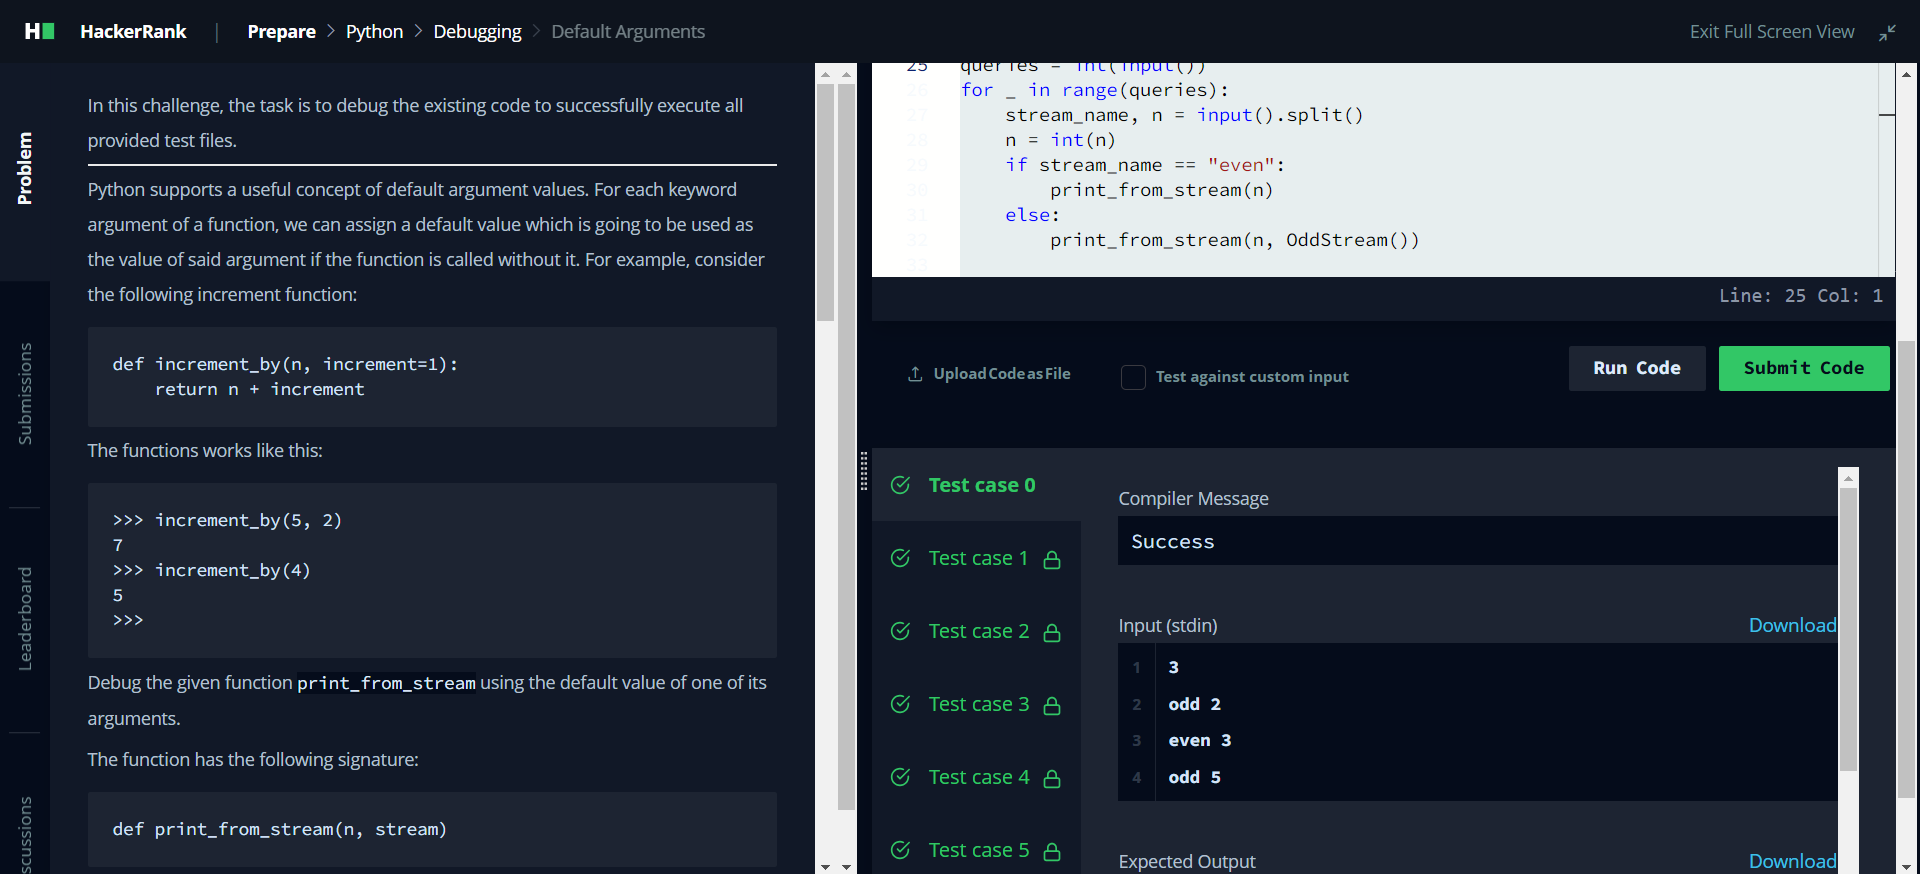 HackerRank | Prepare > Python > Debugging > Default Arguments
Exit Full Screen View
Problem
Submissions
Leaderboard
scussions
In this challenge, the task is to debug the existing code to successfully execute all
provided test files.
Python supports a useful concept of default argument values. For each keyword
argument of a function, we can assign a default value which is going to be used as
the value of said argument if the function is called without it. For example, consider
the following increment function:
def increment_by(n, increment=1):
    return n + increment
The functions works like this:
>>> increment_by(5, 2)
7
>>> increment_by(4)
5
>>>
Debug the given function print_from_stream using the default value of one of its
arguments.
The function has the following signature:
def print_from_stream(n, stream)
25 queries = int(input())
26 for _ in range(queries):
27     stream_name, n = input().split()
28     n = int(n)
29     if stream_name == "even":
30         print_from_stream(n)
31     else:
32         print_from_stream(n, OddStream())
33
Line: 25 Col: 1
Upload Code as File
Test against custom input
Run Code
Submit Code
Test case 0
Test case 1
Test case 2
Test case 3
Test case 4
Test case 5
Compiler Message
Success
Input (stdin)
Download
1 3
2 odd 2
3 even 3
4 odd 5
Expected Output
Download